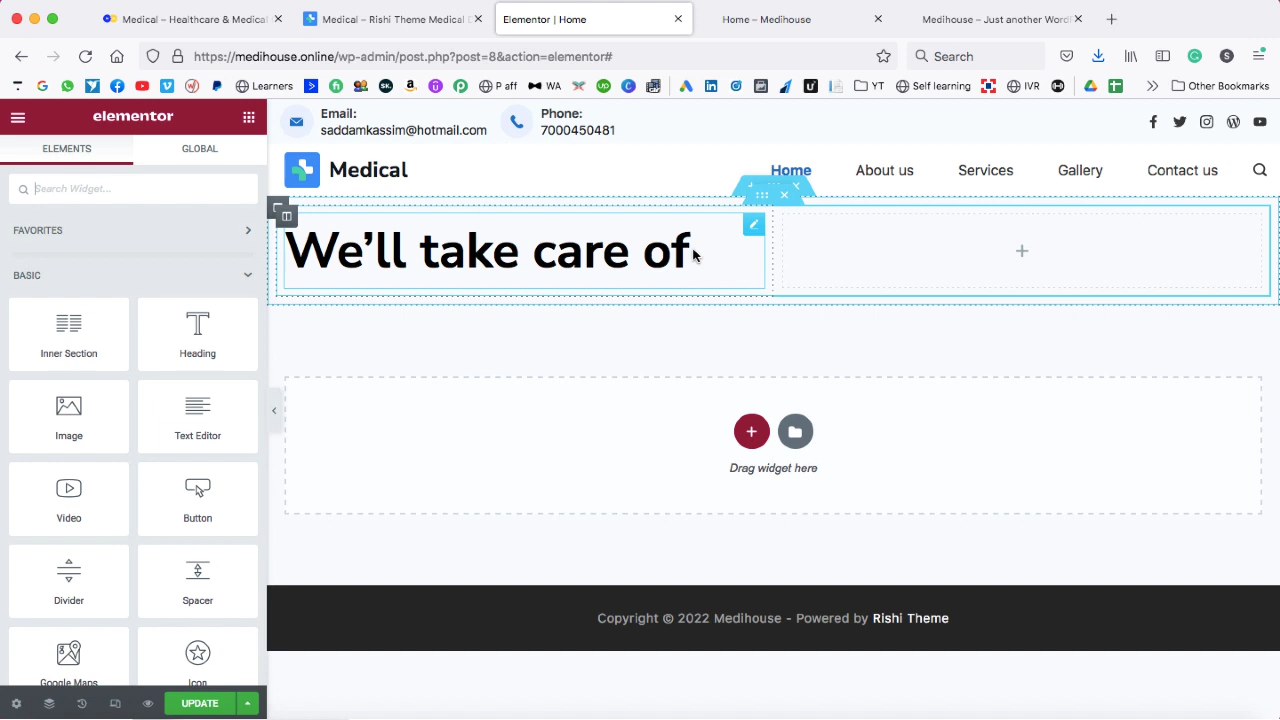 Medical – Healthcare & Medical
Medical – Rishi Theme Medical D
Elementor | Home
Home – Medihouse
Medihouse – Just another Word
https://medihouse.online/wp-admin/post.php?post=8&action=elementor#
Search
Learners
P aff
WA
YT
Self learning
IVR
Other Bookmarks
elementor
ELEMENTS
GLOBAL
Search Widget...
FAVORITES
BASIC
Inner Section
Heading
Image
Text Editor
Video
Button
Divider
Spacer
Google Maps
Icon
UPDATE
Email:
saddamkassim@hotmail.com
Phone:
7000450481
Medical
Home
About us
Services
Gallery
Contact us
We’ll take care of
Drag widget here
Copyright © 2022 Medihouse - Powered by Rishi Theme